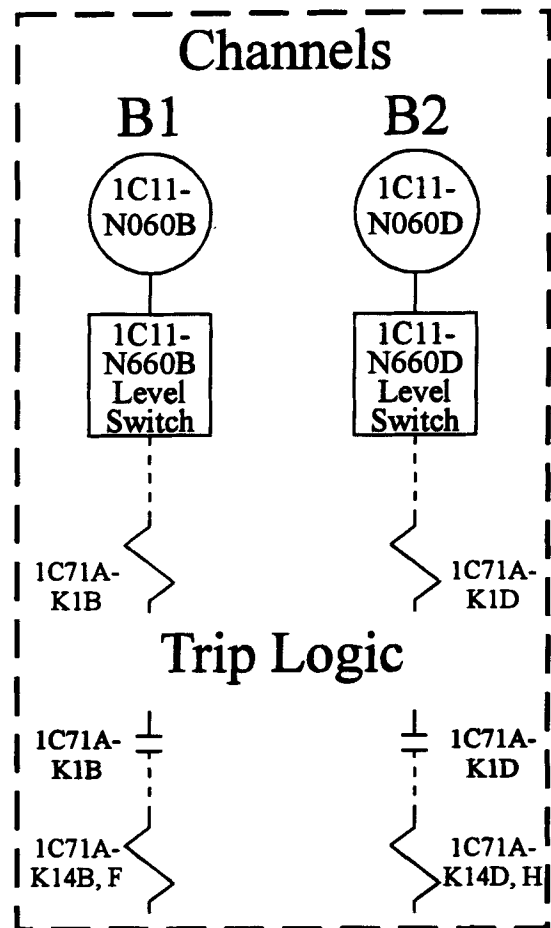 Channels
B1
B2
1C11-
N060B
1C11-
N060D
1C11-
N660B
Level
Switch
1C11-
N660D
Level
Switch
1C71A-
K1B
1C71A-
K1D
Trip Logic
1C71A-
K1B
1C71A-
K1D
1C71A-
K14B, F
1C71A-
K14D, H